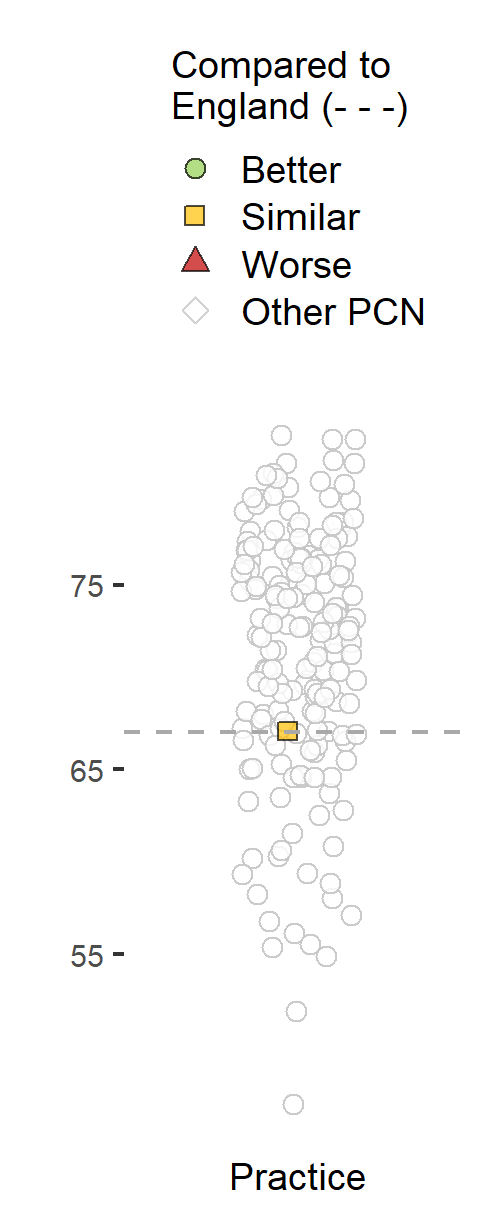 Compared to
England (- - -)
Better
Similar
Worse
Other PCN
75
65
55
Practice